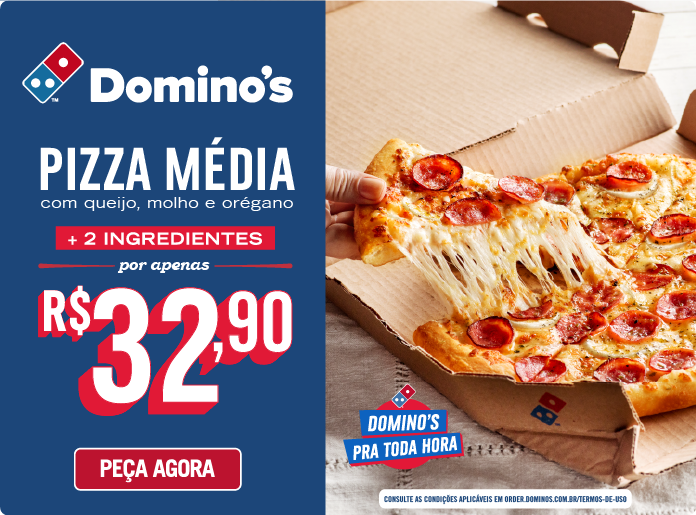 Domino's
PIZZA MÉDIA
com queijo, molho e orégano
+ 2 INGREDIENTES
por apenas
R$32,90
PEÇA AGORA
DOMINO'S
PRA TODA HORA
CONSULTE AS CONDIÇÕES APLICÁVEIS EM ORDER.DOMINOS.COM.BR/TERMOS-DE-USO